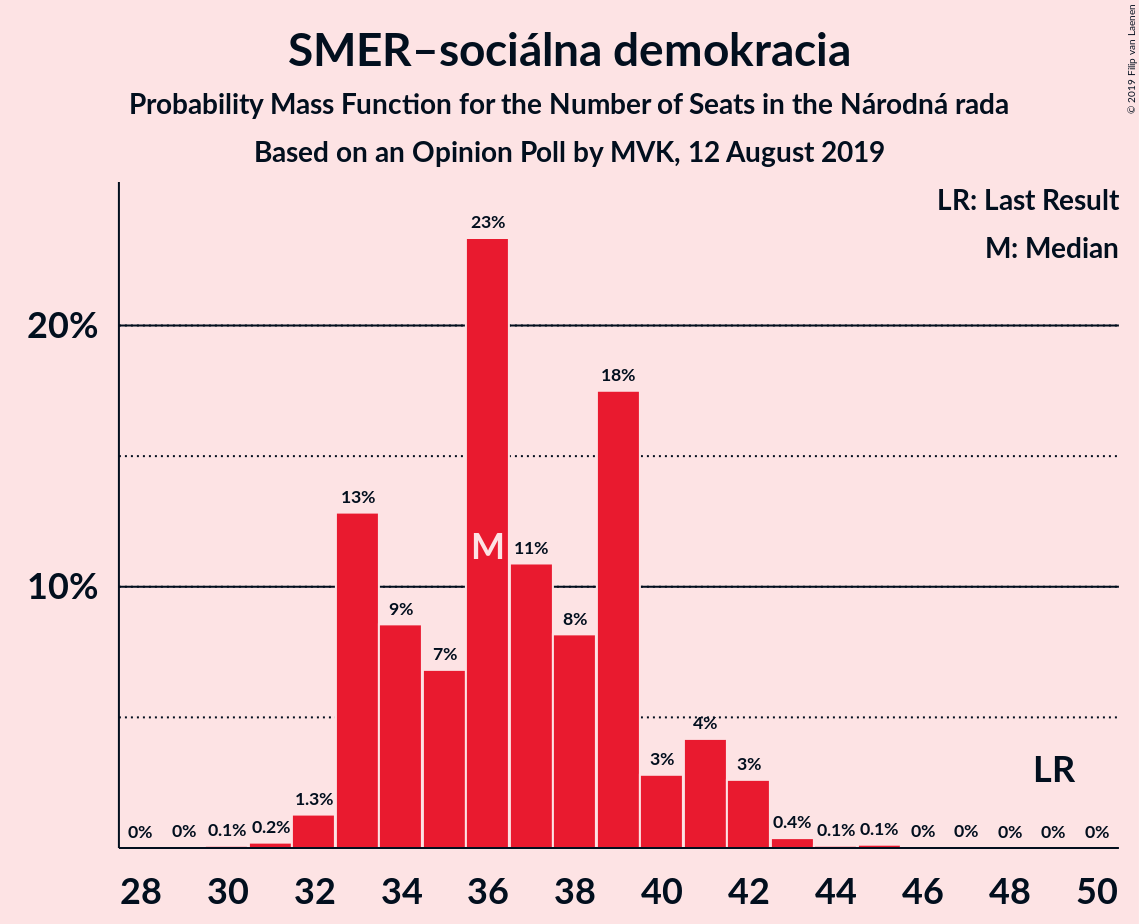 SMER–sociálna demokracia
Probability Mass Function for the Number of Seats in the Národná rada
Based on an Opinion Poll by MVK, 12 August 2019
© 2019 Filip van Laenen
LR: Last Result
M: Median
20%
10%
0% 0% 0.1% 0.2% 1.3% 13% 9% 7% 23% 11% 8% 18% 3% 4% 3% 0.4% 0.1% 0.1% 0% 0% 0% 0% 0%
M
LR
28 30 32 34 36 38 40 42 44 46 48 50